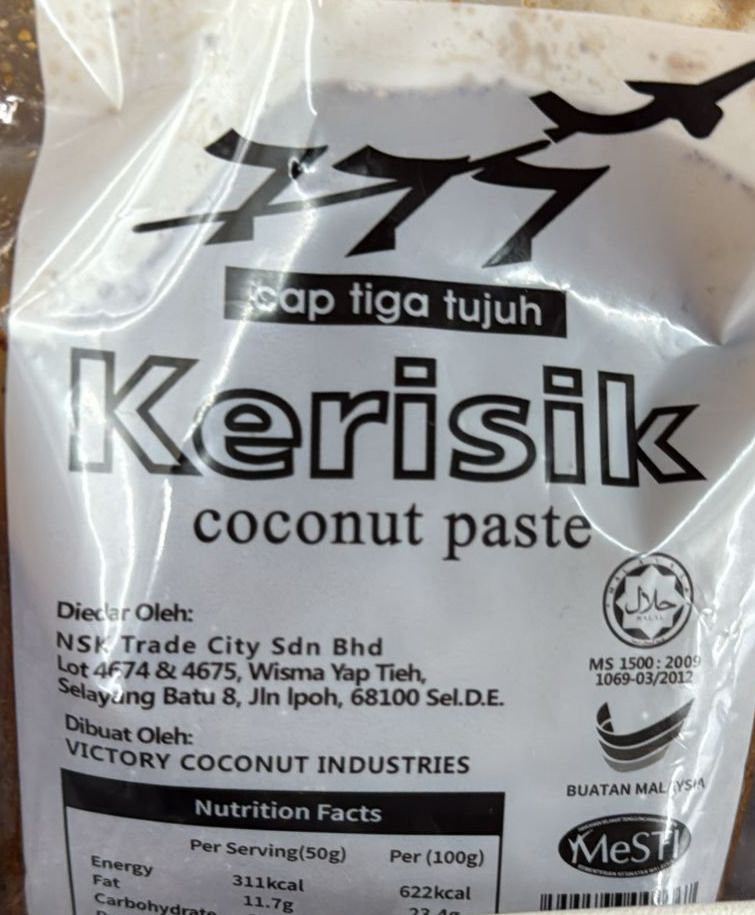 777
cap tiga tujuh
Kerisik
coconut paste
Diedar Oleh:
NSK Trade City Sdn Bhd
Lot 4674 & 4675, Wisma Yap Tieh,
Selayang Batu 8, Jln Ipoh, 68100 Sel.D.E.
Dibuat Oleh:
VICTORY COCONUT INDUSTRIES
حلال
HALAL
MS 1500 : 2009
1069-03/2012
BUATAN MALAYSIA
MeSTI
Nutrition Facts
Per Serving(50g) Per (100g)
Energy 311kcal 622kcal
Fat 11.7g 23.4g
Carbohydrate